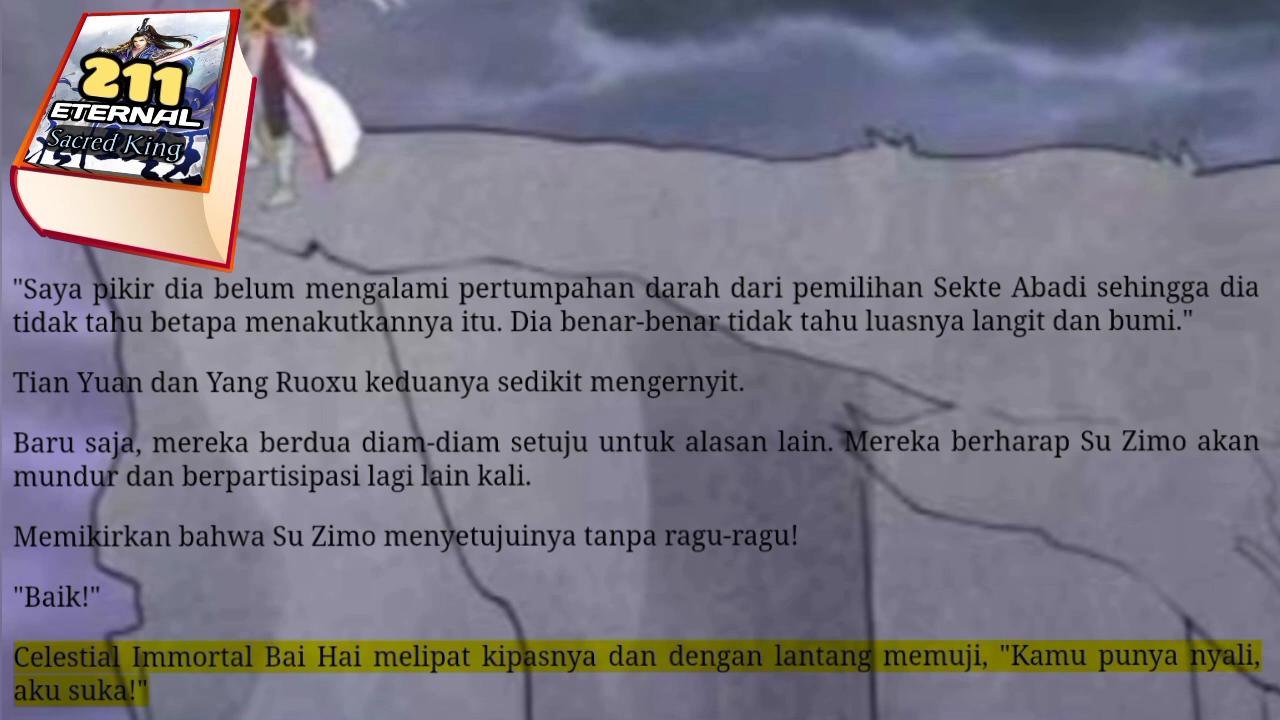 211
ETERNAL
Sacred King
"Saya pikir dia belum mengalami pertumpahan darah dari pemilihan Sekte Abadi sehingga dia
tidak tahu betapa menakutkannya itu. Dia benar-benar tidak tahu luasnya langit dan bumi."
Tian Yuan dan Yang Ruoxu keduanya sedikit mengernyit.
Baru saja, mereka berdua diam-diam setuju untuk alasan lain. Mereka berharap Su Zimo akan
mundur dan berpartisipasi lagi lain kali.
Memikirkan bahwa Su Zimo menyetujuinya tanpa ragu-ragu!
"Baik!"
Celestial Immortal Bai Hai melipat kipasnya dan dengan lantang memuji, "Kamu punya nyali,
aku suka!"